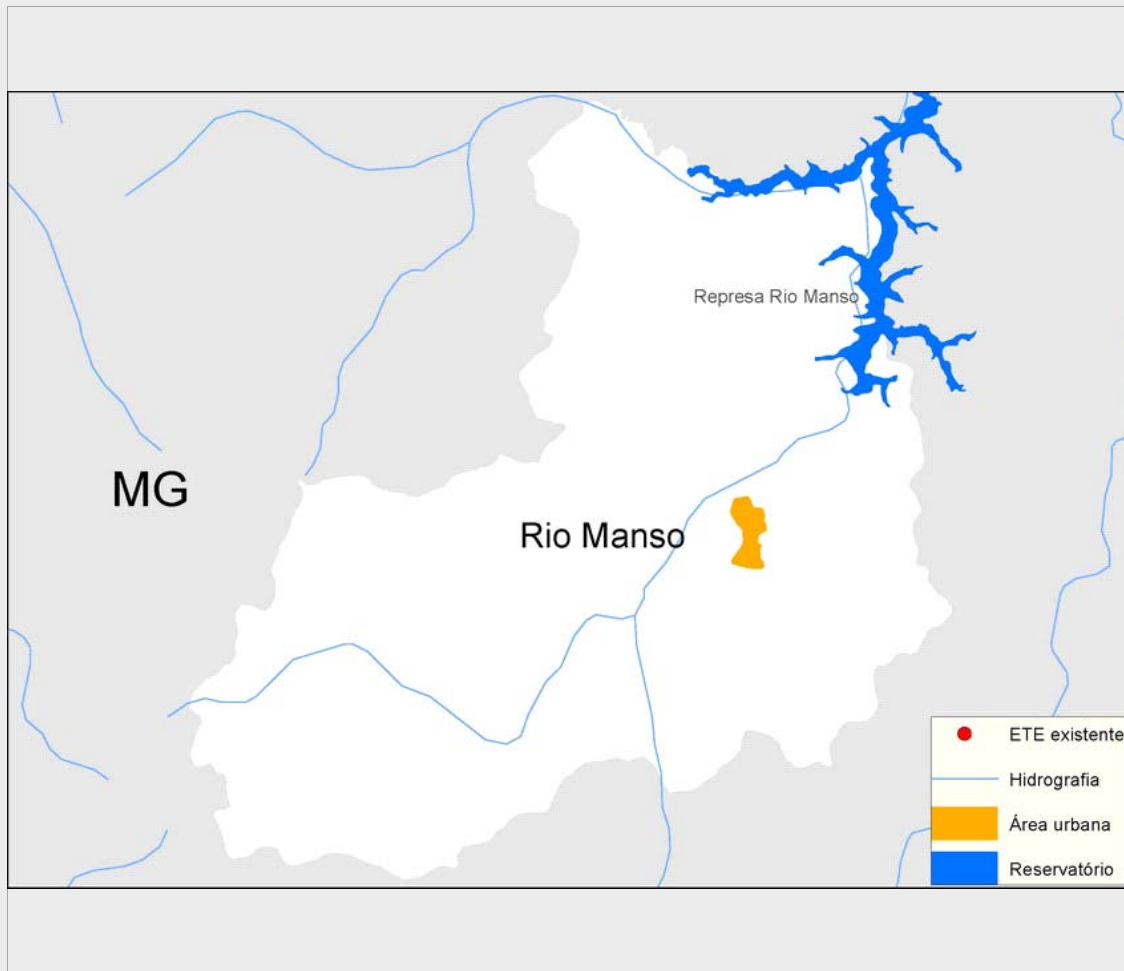 Represa Rio Manso
MG
Rio Manso
ETE existente
Hidrografia
Área urbana
Reservatório